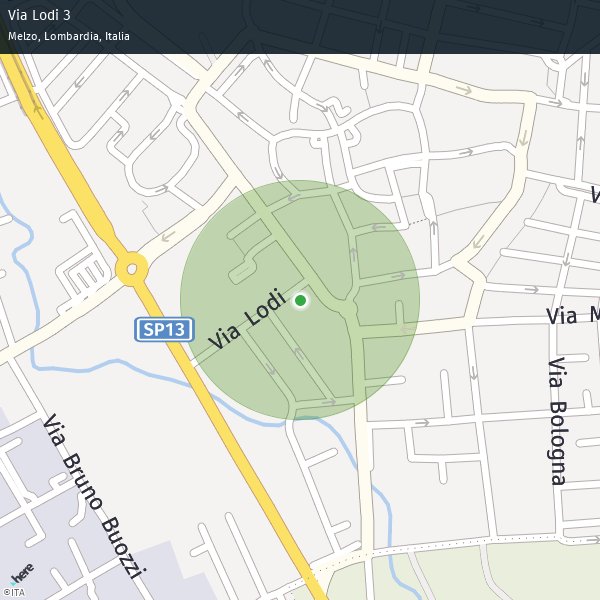 Via Lodi 3
Melzo, Lombardia, Italia
Via Lodi
SP13
Via M
Via Bologna
Via Bruno Buozzi
V
here
©ITA